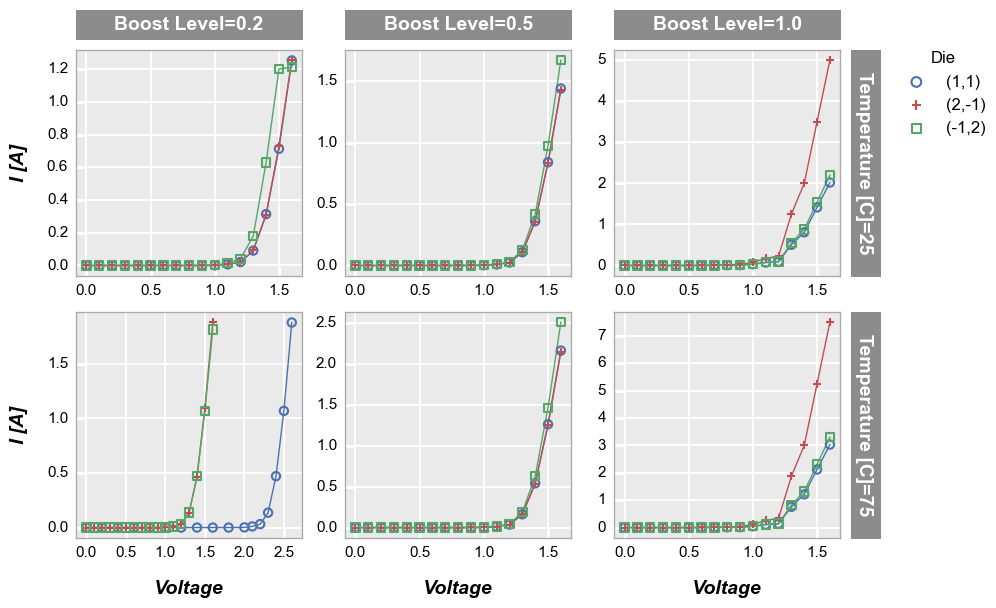 Boost Level=0.2
Boost Level=0.5
Boost Level=1.0
Die
(1,1)
(2,-1)
(-1,2)
Temperature [C]=25
I [A]
1.2
1.0
0.8
0.6
0.4
0.2
0.0
0.0 0.5 1.0 1.5
1.5
1.0
0.5
0.0
0.0 0.5 1.0 1.5
5
4
3
2
1
0
0.0 0.5 1.0 1.5
Temperature [C]=75
I [A]
1.5
1.0
0.5
0.0
0.0 0.5 1.0 1.5 2.0 2.5
Voltage
2.5
2.0
1.5
1.0
0.5
0.0
0.0 0.5 1.0 1.5
Voltage
7
6
5
4
3
2
1
0
0.0 0.5 1.0 1.5
Voltage